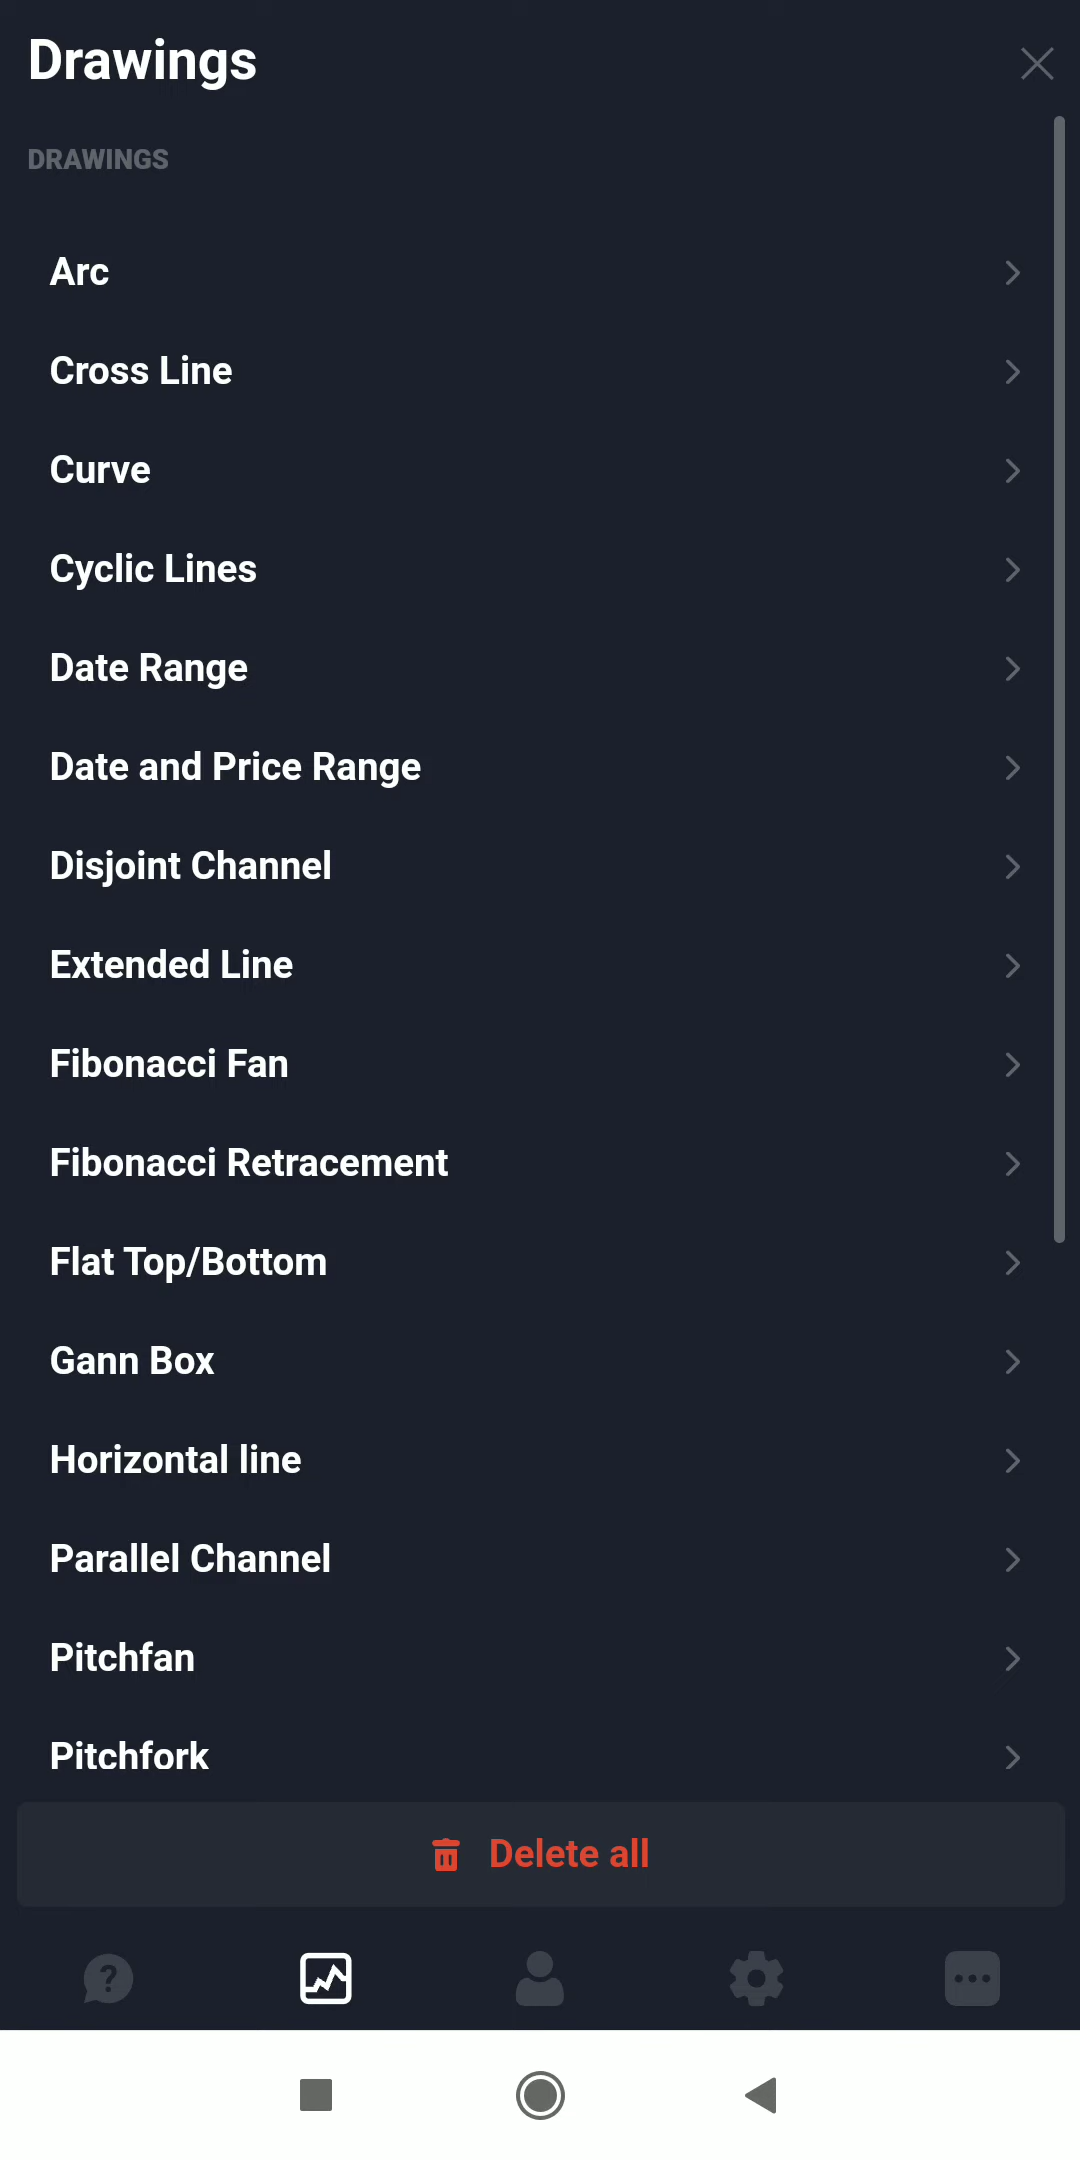 Drawings
DRAWINGS
Arc
Cross Line
Curve
Cyclic Lines
Date Range
Date and Price Range
Disjoint Channel
Extended Line
Fibonacci Fan
Fibonacci Retracement
Flat Top/Bottom
Gann Box
Horizontal line
Parallel Channel
Pitchfan
Pitchfork
Delete all